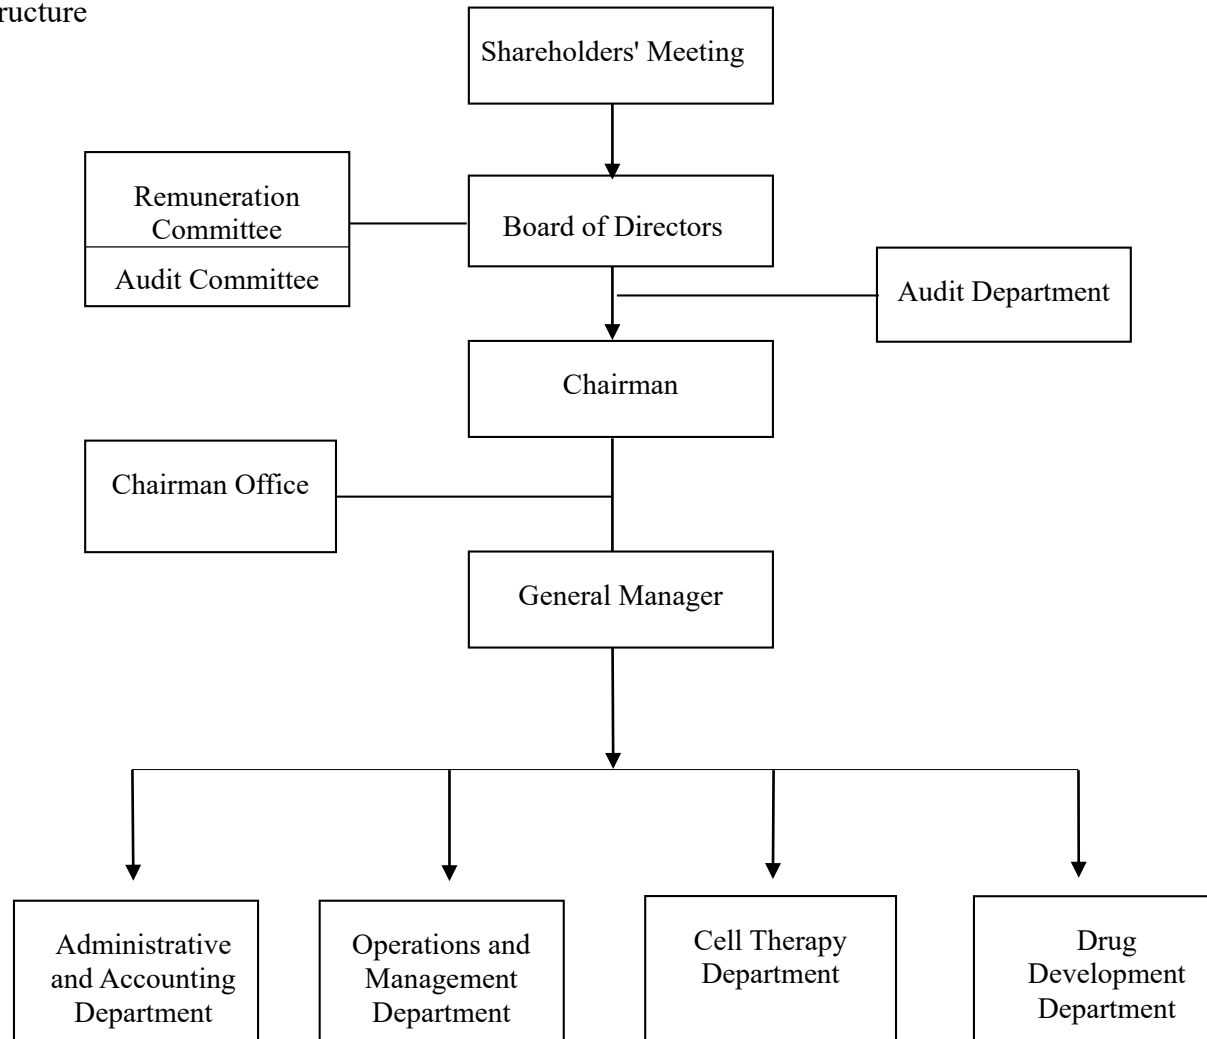 ructure
Shareholders' Meeting
Remuneration
Committee
Audit Committee
Board of Directors
Audit Department
Chairman
Chairman Office
General Manager
Administrative
and Accounting
Department
Operations and
Management
Department
Cell Therapy
Department
Drug
Development
Department